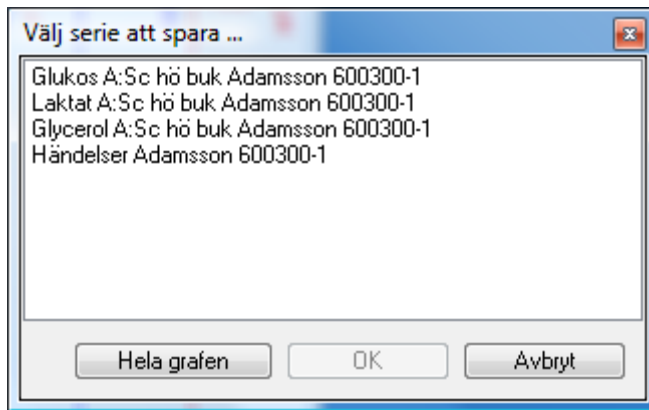 Välj serie att spara ...
Glukos A:Sc hö buk Adamsson 600300-1
Laktat A:Sc hö buk Adamsson 600300-1
Glycerol A:Sc hö buk Adamsson 600300-1
Händelser Adamsson 600300-1
Hela grafen
OK
Avbryt